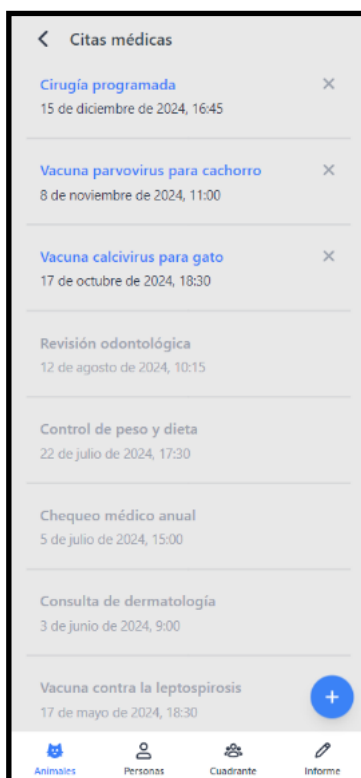 Citas médicas
Cirugía programada
15 de diciembre de 2024, 16:45
Vacuna parvovirus para cachorro
8 de noviembre de 2024, 11:00
Vacuna calcivirus para gato
17 de octubre de 2024, 18:30
Revisión odontológica
12 de agosto de 2024, 10:15
Control de peso y dieta
22 de julio de 2024, 17:30
Chequeo médico anual
5 de julio de 2024, 15:00
Consulta de dermatología
3 de junio de 2024, 9:00
Vacuna contra la leptospirosis
17 de mayo de 2024, 18:30
Animales Personas Cuadrante Informe